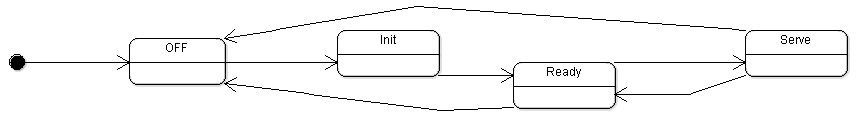 OFF
Init
Ready
Serve